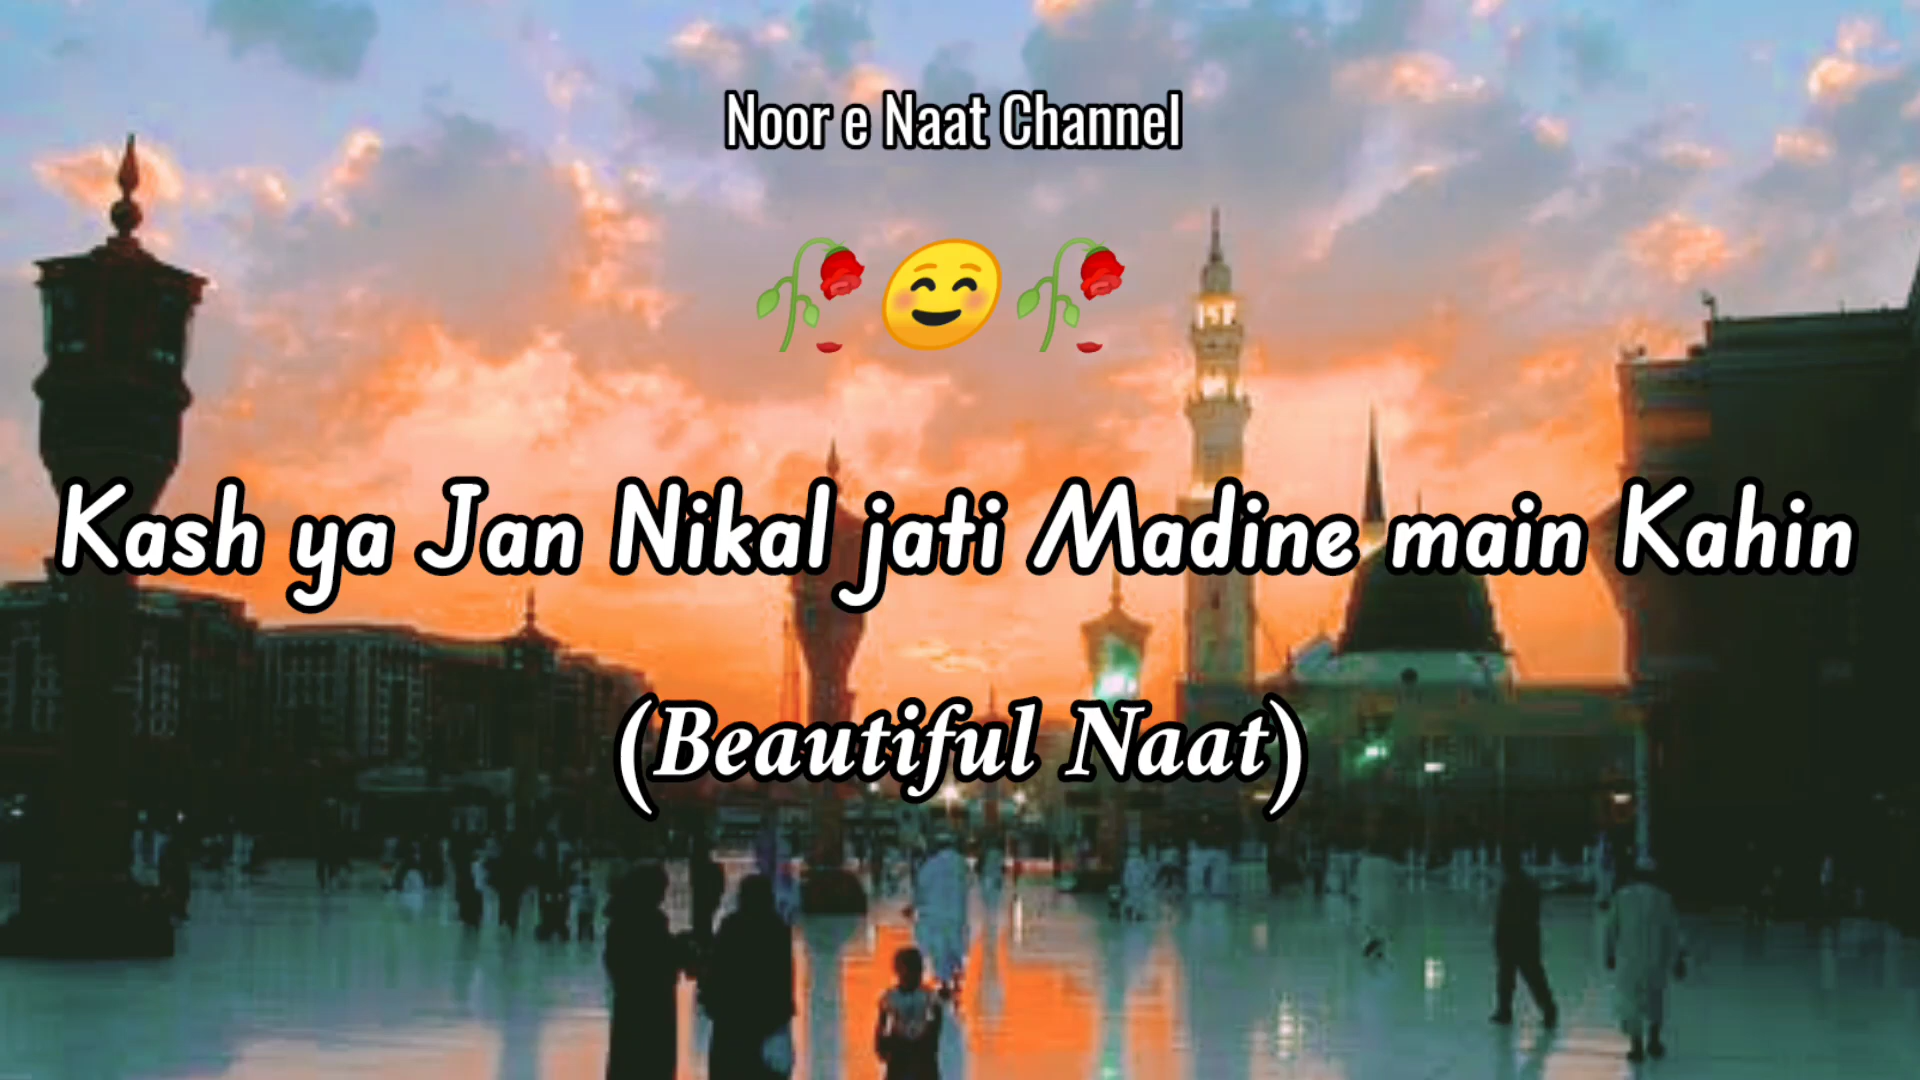 Noor e Naat Channel
Kash ya Jan Nikal jati Madine main Kahin
(Beautiful Naat)